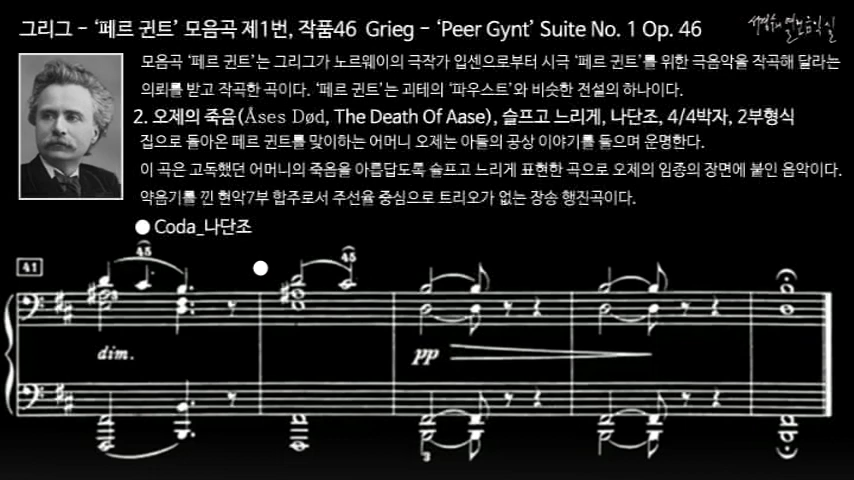 그리그 - ‘페르 귄트’ 모음곡 제1번, 작품46 Grieg - ‘Peer Gynt’ Suite No. 1 Op. 46
모음곡 ‘페르 귄트’는 그리그가 노르웨이의 극작가 입센으로부터 시극 ‘페르 귄트’를 위한 극음악을 작곡해 달라는
의뢰를 받고 작곡한 곡이다. ‘페르 귄트’는 괴테의 ‘파우스트’와 비슷한 전설의 하나이다.
2. 오제의 죽음(Åses Død, The Death Of Aase), 슬프고 느리게, 나단조, 4/4박자, 2부형식
집으로 돌아온 페르 귄트를 맞이하는 어머니 오제는 아들의 공상 이야기를 들으며 운명한다.
이 곡은 고독했던 어머니의 죽음을 아름답도록 슬프고 느리게 표현한 곡으로 오제의 임종의 장면에 붙인 음악이다.
약음기를 낀 현악7부 합주로서 주선율 중심으로 트리오가 없는 장송 행진곡이다.
● Coda_나단조
45
45
41
3
dim.
pp
3